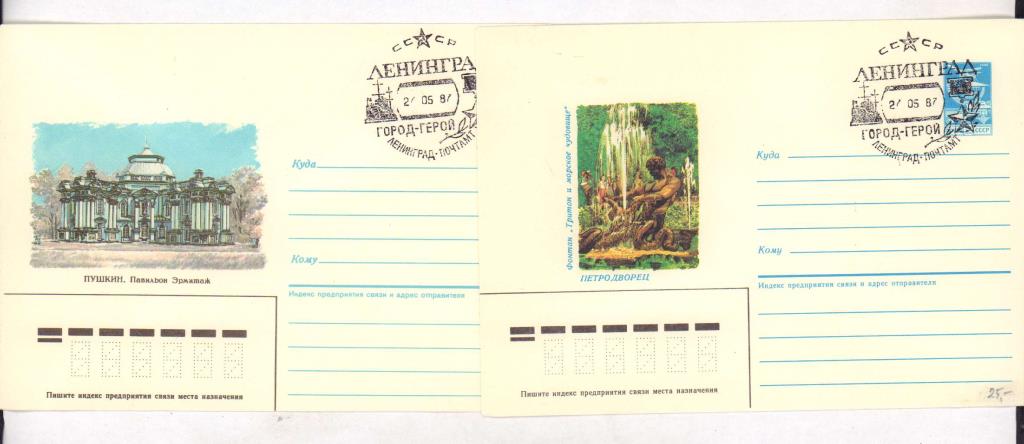 СССР
ЛЕНИНГРАД
27 05 87
ГОРОД-ГЕРОЙ
ЛЕНИНГРАД·ПОЧТАМТ
Куда
Кому
ПУШКИН. Павильон Эрмитаж
Индекс предприятия связи и адрес отправителя
Пишите индекс предприятия связи места назначения
СССР
ЛЕНИНГРАД
27 05 87
ГОРОД-ГЕРОЙ
ЛЕНИНГРАД·ПОЧТАМТ
СССР
Фонтан „Тритон и морское чудовище"
ПЕТРОДВОРЕЦ
Куда
Кому
Индекс предприятия связи и адрес отправителя
Пишите индекс предприятия связи места назначения
25,-